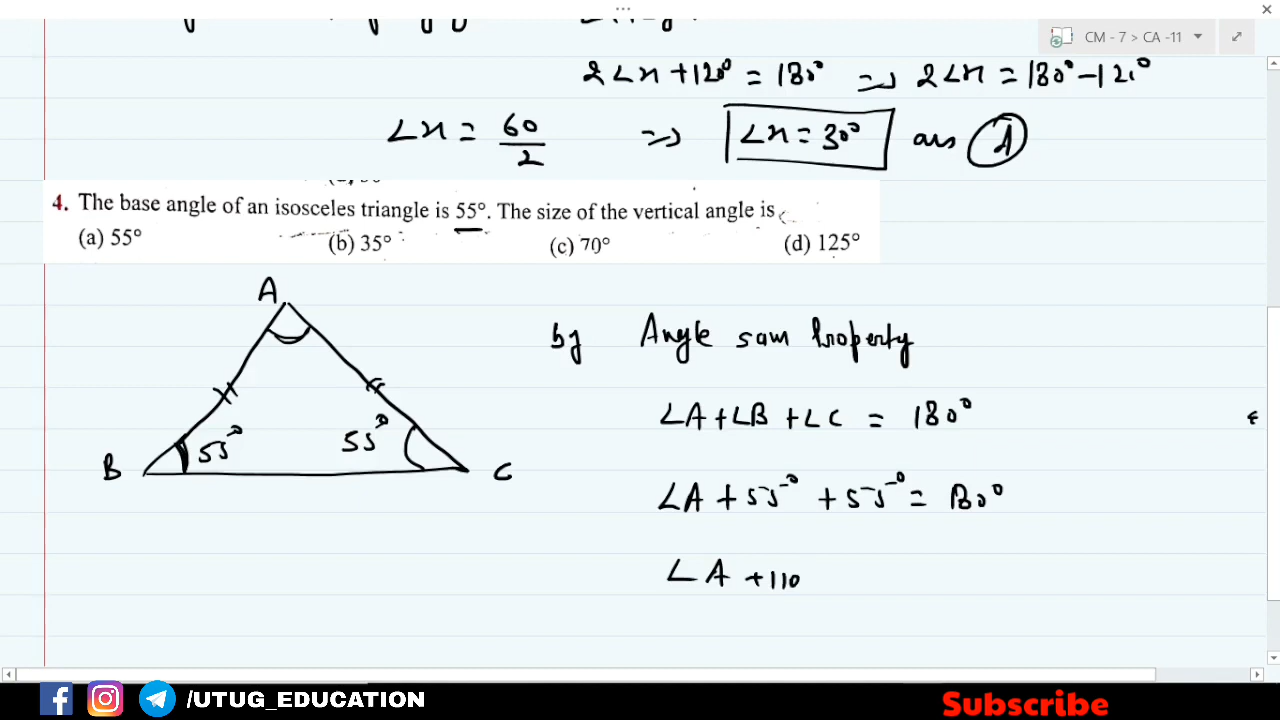 CM - 7 > CA -11
2∠x + 120° = 180° ⇒ 2∠x = 180° - 120°
∠x = 60/2 ⇒ ∠x = 30° ans A
4. The base angle of an isosceles triangle is 55°. The size of the vertical angle is
(a) 55° (b) 35° (c) 70° (d) 125°
A
by Angle sum Property
∠A + ∠B + ∠C = 180°
55° 55°
B C
∠A + 55° + 55° = 180°
∠A + 110
/UTUG_EDUCATION
Subscribe